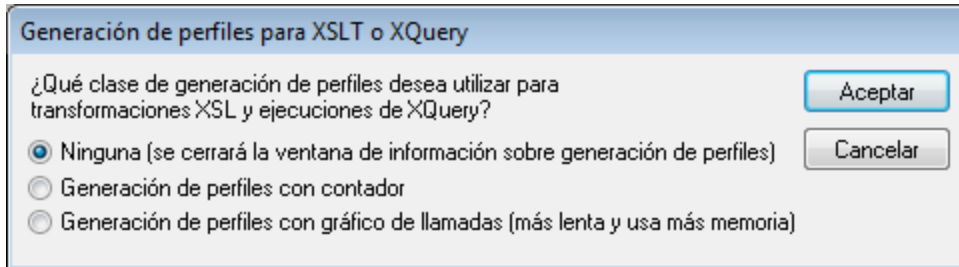 Generación de perfiles para XSLT o XQuery
¿Qué clase de generación de perfiles desea utilizar para
transformaciones XSL y ejecuciones de XQuery?
Aceptar
Ninguna (se cerrará la ventana de información sobre generación de perfiles)
Cancelar
Generación de perfiles con contador
Generación de perfiles con gráfico de llamadas (más lenta y usa más memoria)